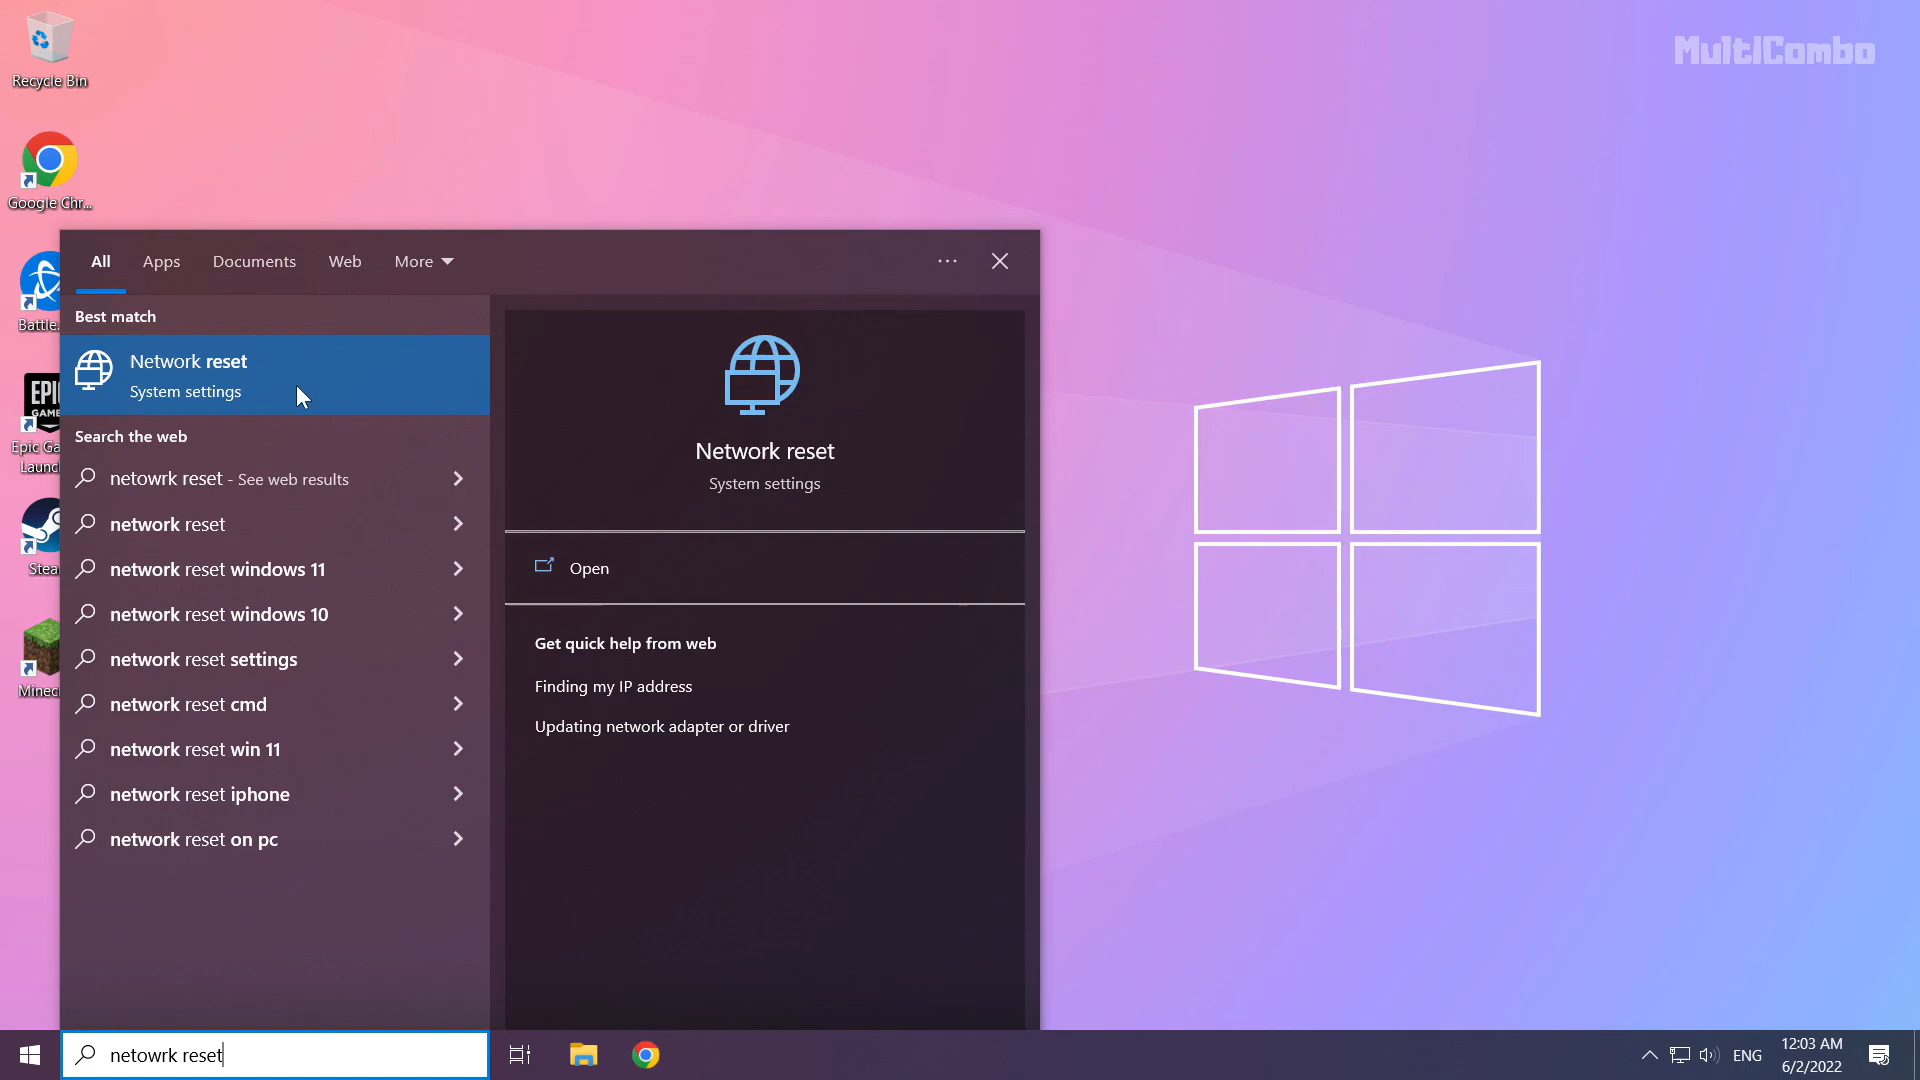 Recycle Bin
MultiCombo
Google Chr...
Battle.
EPIC
GAME
Epic Ga
Launc
Stea
Minec
All
Apps
Documents
Web
More
Best match
Network reset
System settings
Search the web
netowrk reset - See web results
network reset
network reset windows 11
network reset windows 10
network reset settings
network reset cmd
network reset win 11
network reset iphone
network reset on pc
Network reset
System settings
Open
Get quick help from web
Finding my IP address
Updating network adapter or driver
netowrk reset
ENG
12:03 AM
6/2/2022